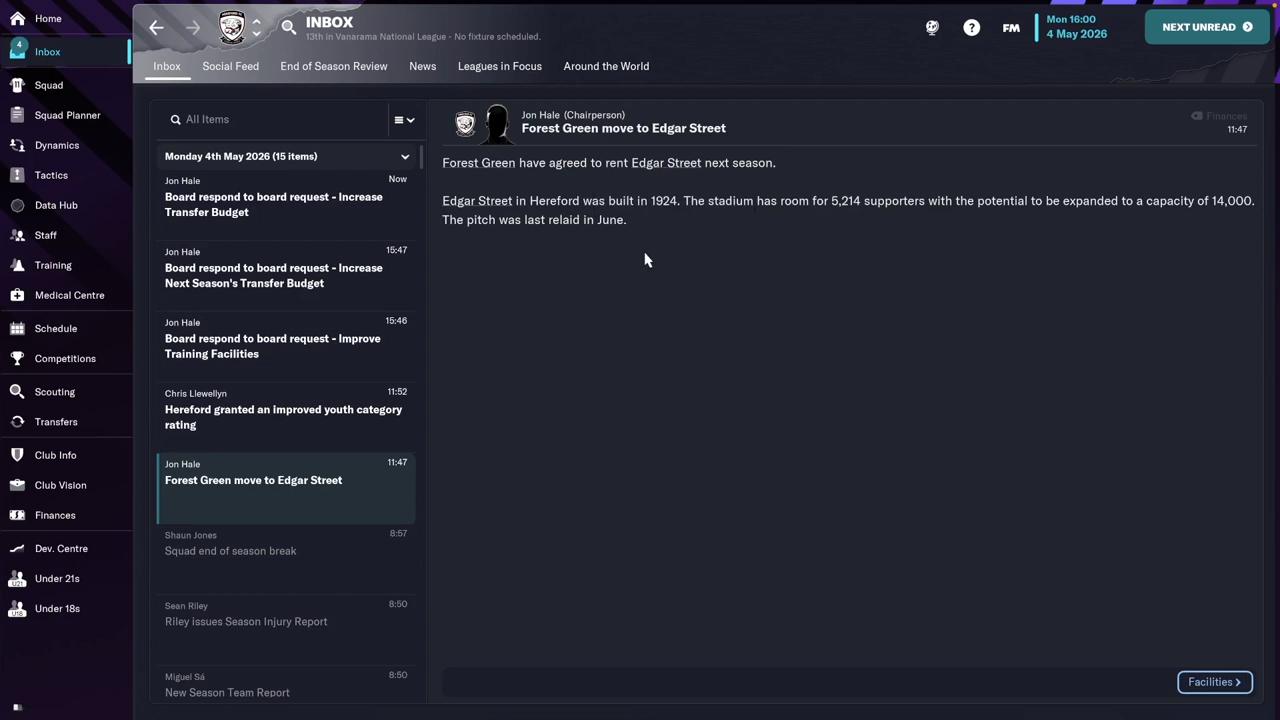 Home
INBOX
13th in Vanarama National League - No fixture scheduled.
?
FM
Mon 16:00
4 May 2026
NEXT UNREAD
4
Inbox
Inbox
Social Feed
End of Season Review
News
Leagues in Focus
Around the World
11
Squad
Squad Planner
Dynamics
Tactics
Data Hub
Staff
Training
Medical Centre
Schedule
Competitions
Scouting
Transfers
Club Info
Club Vision
Finances
Dev. Centre
U21
Under 21s
U18
Under 18s
All Items
Monday 4th May 2026 (15 items)
Jon Hale
Now
Board respond to board request - Increase
Transfer Budget
Jon Hale
15:47
Board respond to board request - Increase
Next Season's Transfer Budget
Jon Hale
15:46
Board respond to board request - Improve
Training Facilities
Chris Llewellyn
11:52
Hereford granted an improved youth category
rating
Jon Hale
11:47
Forest Green move to Edgar Street
Shaun Jones
8:57
Squad end of season break
Sean Riley
8:50
Riley issues Season Injury Report
Miguel Sá
8:50
New Season Team Report
Jon Hale (Chairperson)
Forest Green move to Edgar Street
Finances
11:47
Forest Green have agreed to rent Edgar Street next season.
Edgar Street in Hereford was built in 1924. The stadium has room for 5,214 supporters with the potential to be expanded to a capacity of 14,000.
The pitch was last relaid in June.
Facilities